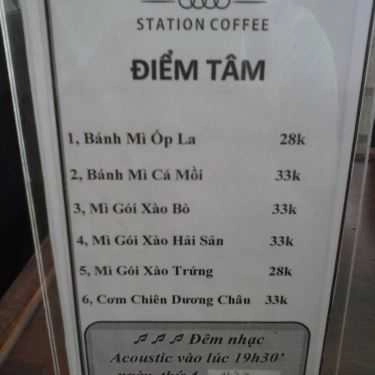 STATION COFFEE
ĐIỂM TÂM
1, Bánh Mì Ốp La 28k
2, Bánh Mì Cá Mồi 33k
3, Mì Gói Xào Bò 33k
4, Mì Gói Xào Hải Sãn 33k
5, Mì Gói Xào Trứng 28k
6, Cơm Chiên Dương Châu 33k
♫ ♫ ♫ Đêm nhạc
Acoustic vào lúc 19h30'